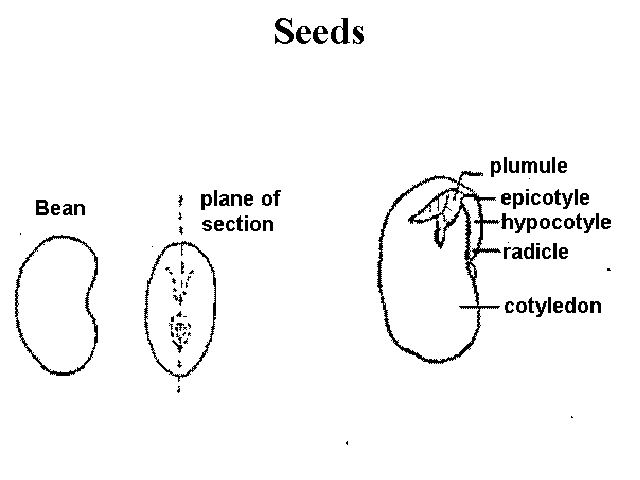 Seeds
Bean
plane of
section
plumule
epicotyle
hypocotyle
radicle
cotyledon